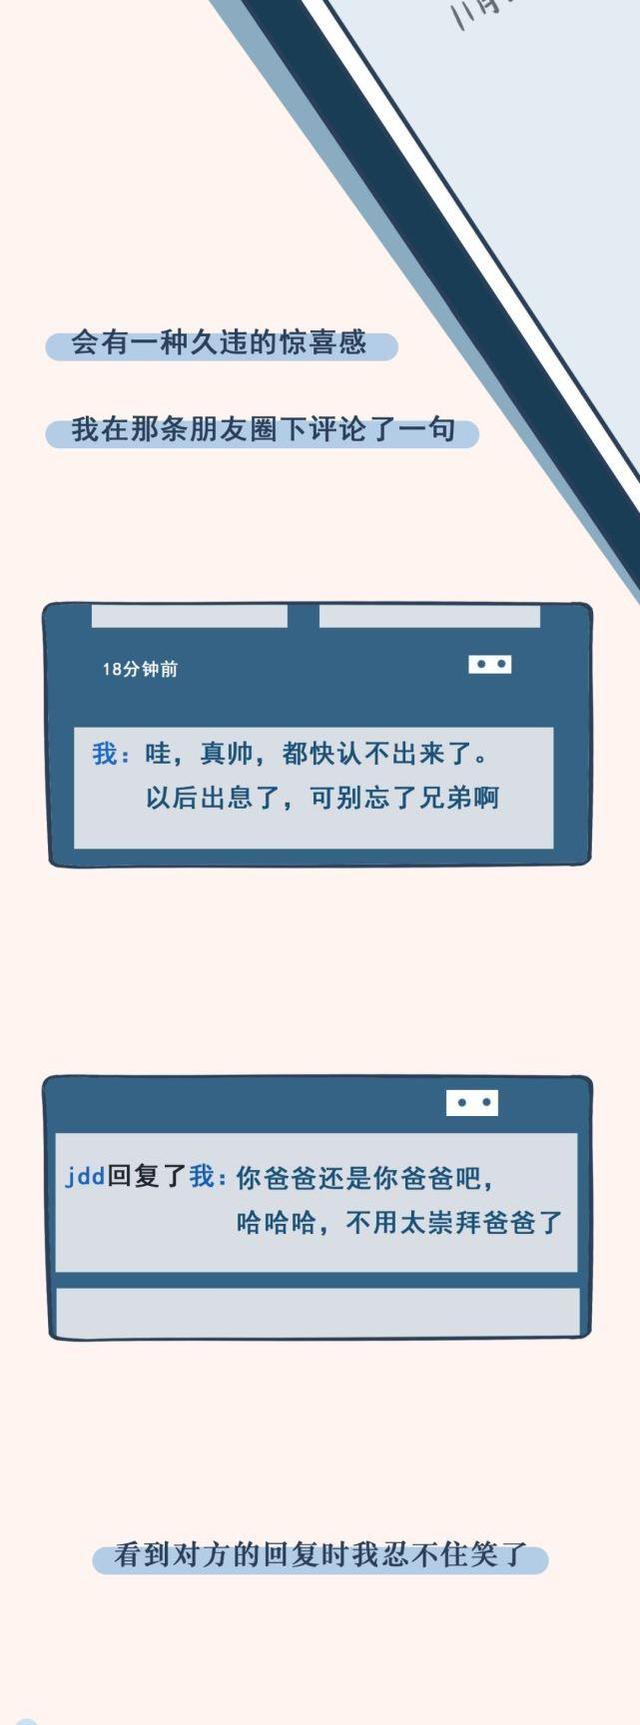 会有一种久违的惊喜感
我在那条朋友圈下评论了一句
18分钟前
我：哇，真帅，都快认不出来了。
以后出息了，可别忘了兄弟啊
jdd回复了我：你爸爸还是你爸爸吧，
哈哈哈，不用太崇拜爸爸了
看到对方的回复时我忍不住笑了